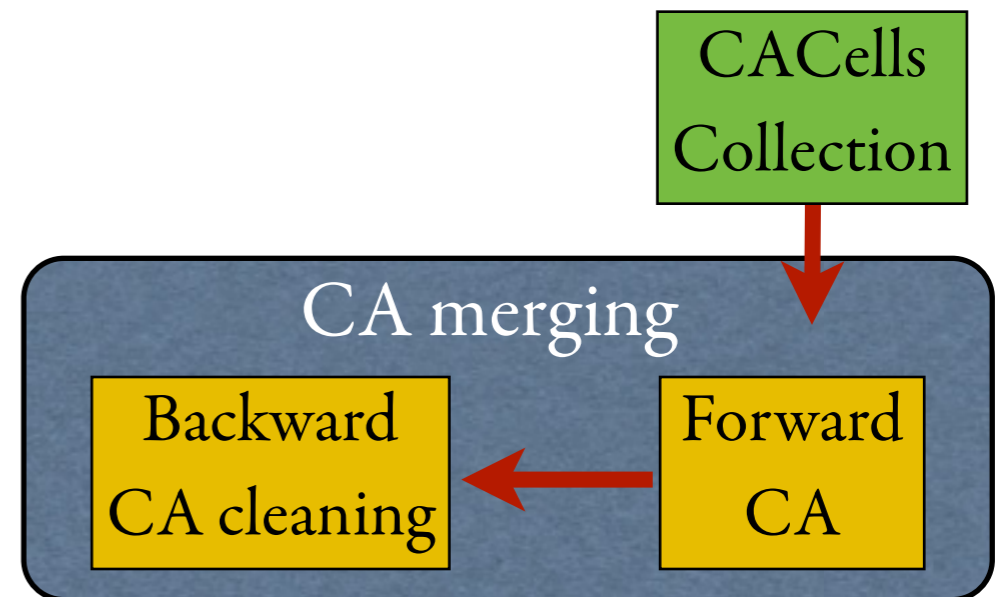 CACells
Collection
CA merging
Backward
CA cleaning
Forward
CA